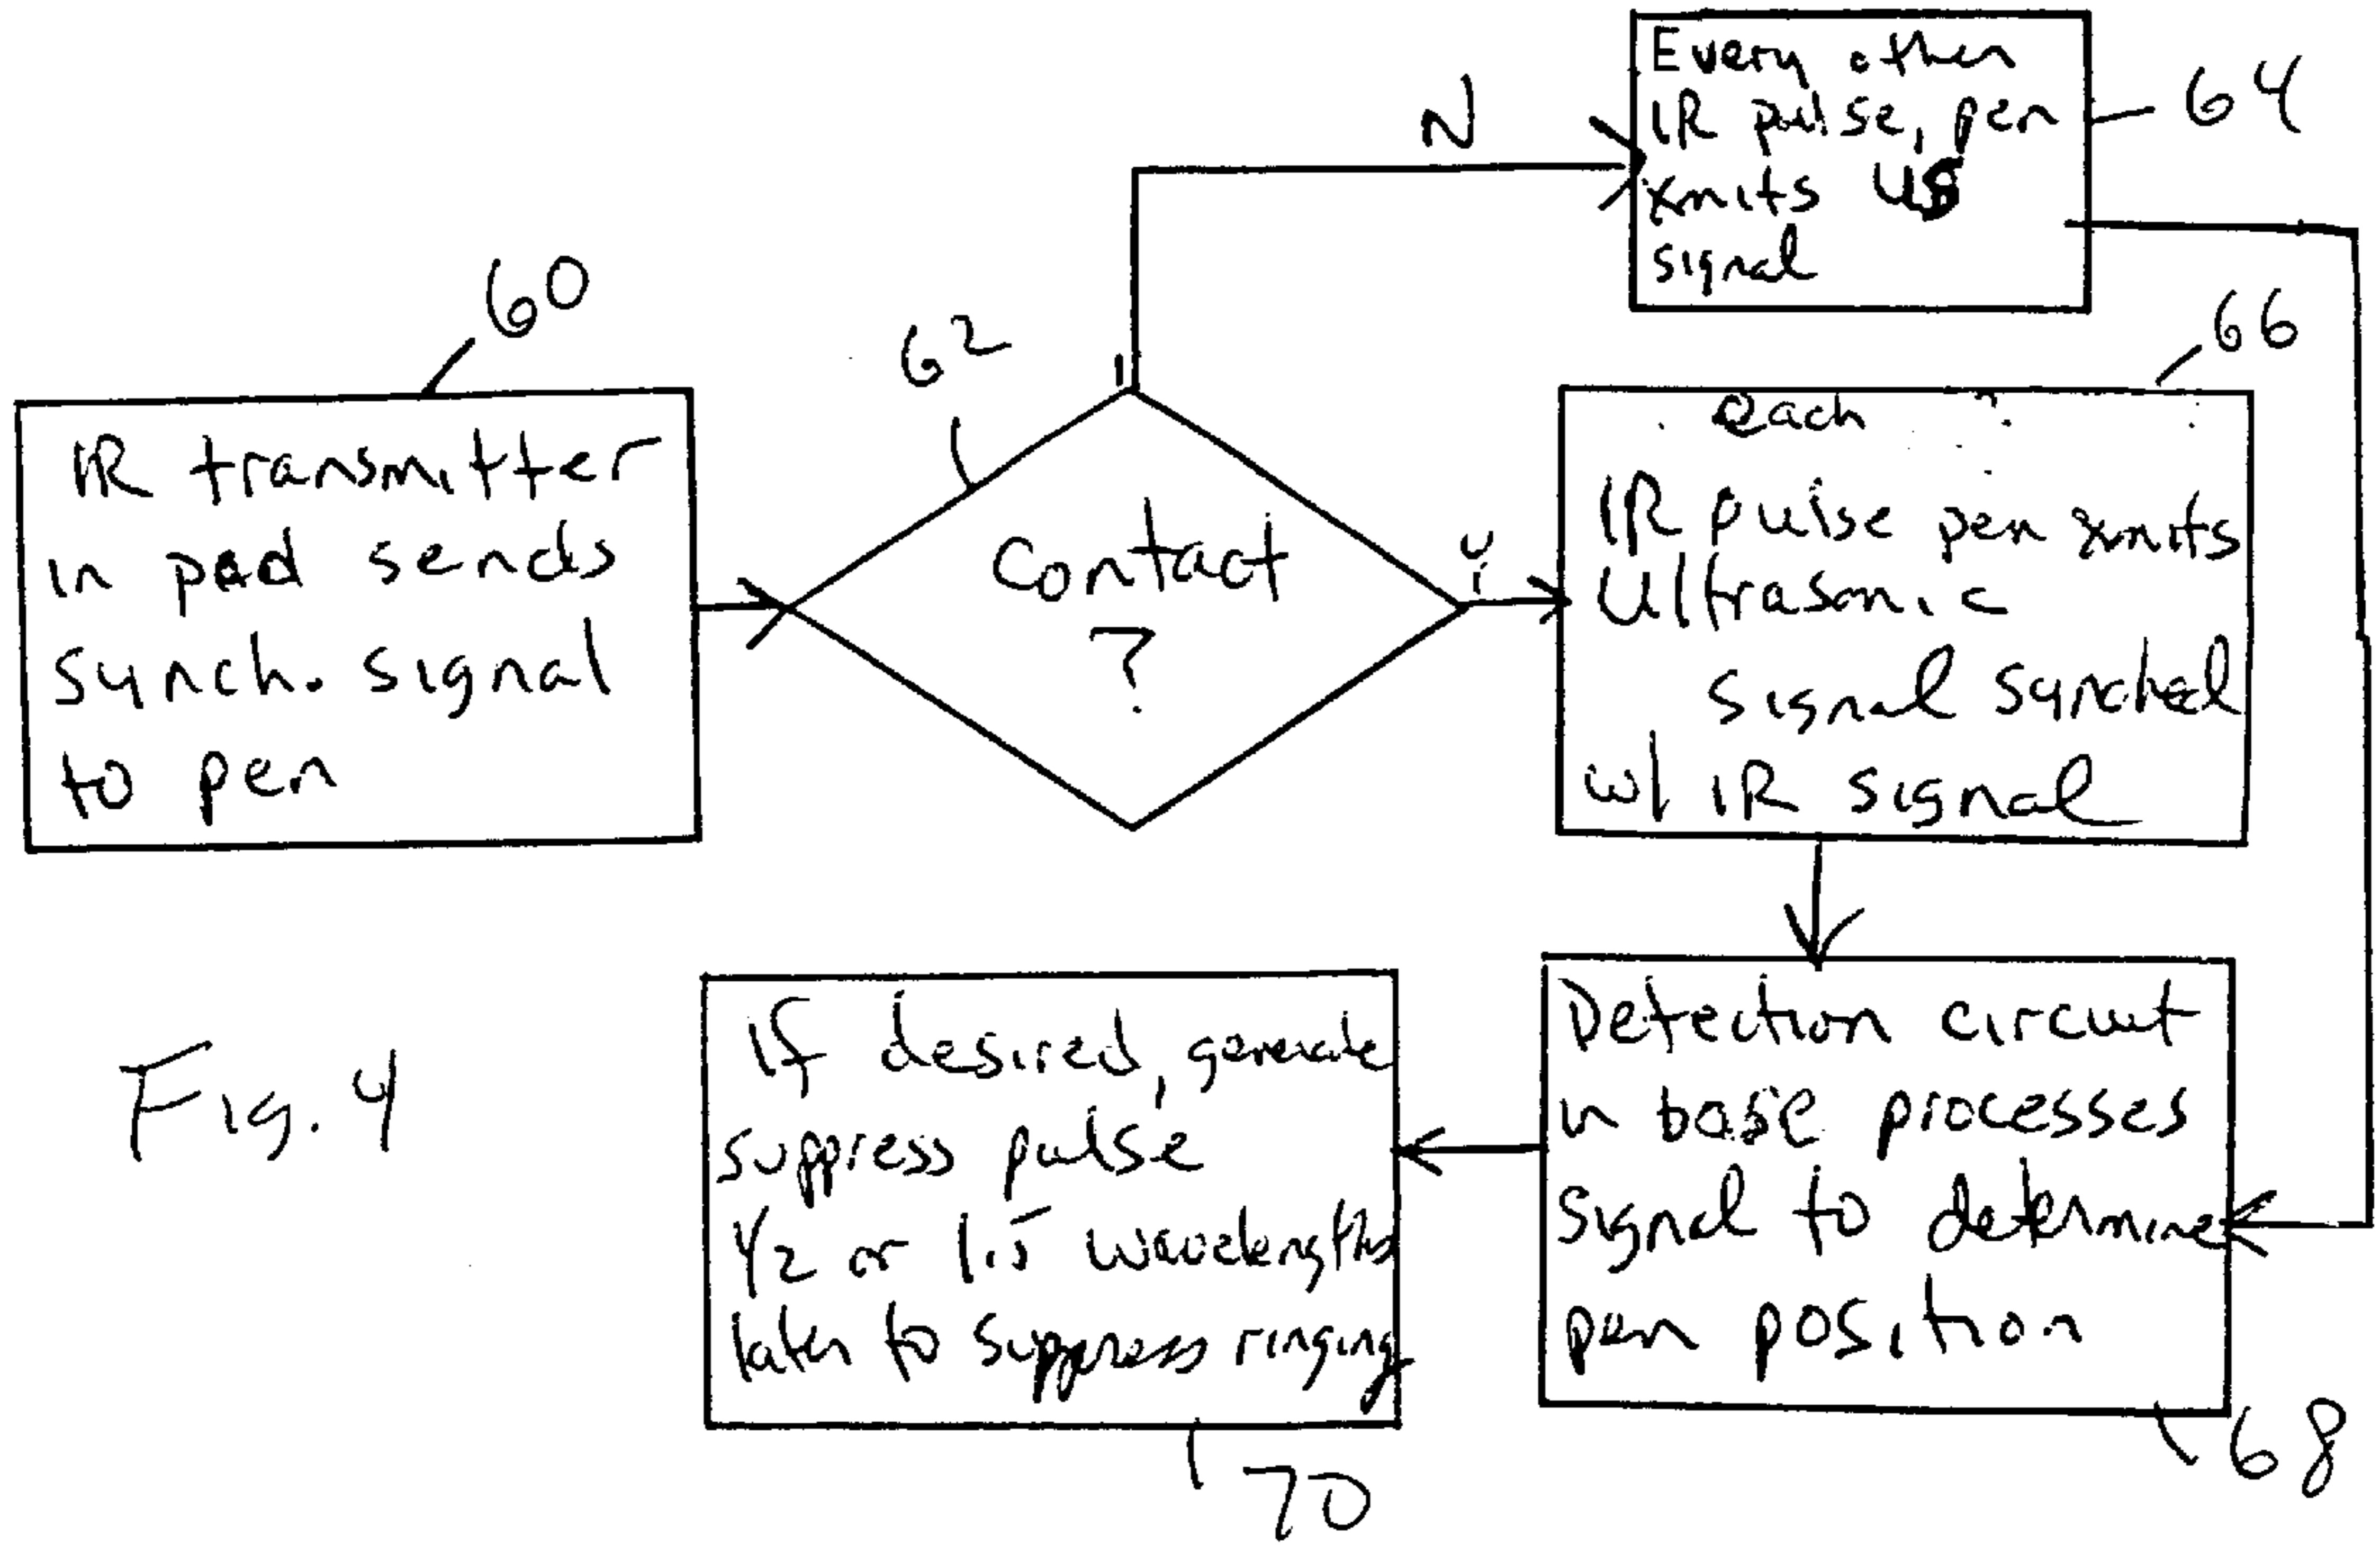 Every other
IR pulse, pen
xmits US
signal
64
N
60
IR transmitter
in pad sends
synch. signal
to pen
62
Contact
?
Y
66
each
IR pulse pen xmits
Ultrasonic
signal synched
w/ IR signal
Detection circuit
in base processes
signal to determine
pen position
68
If desired, generate
suppress pulse
1/2 or 1.5 wavelengths
later to suppress ringing
70
Fig. 4